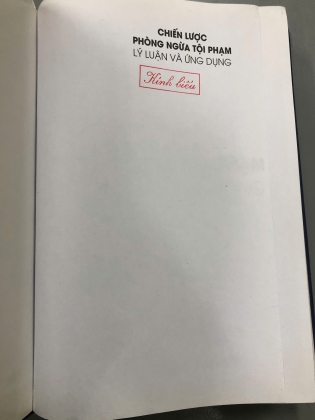 CHIẾN LƯỢC
PHÒNG NGỪA TỘI PHẠM
LÝ LUẬN VÀ ỨNG DỤNG
Kính biếu